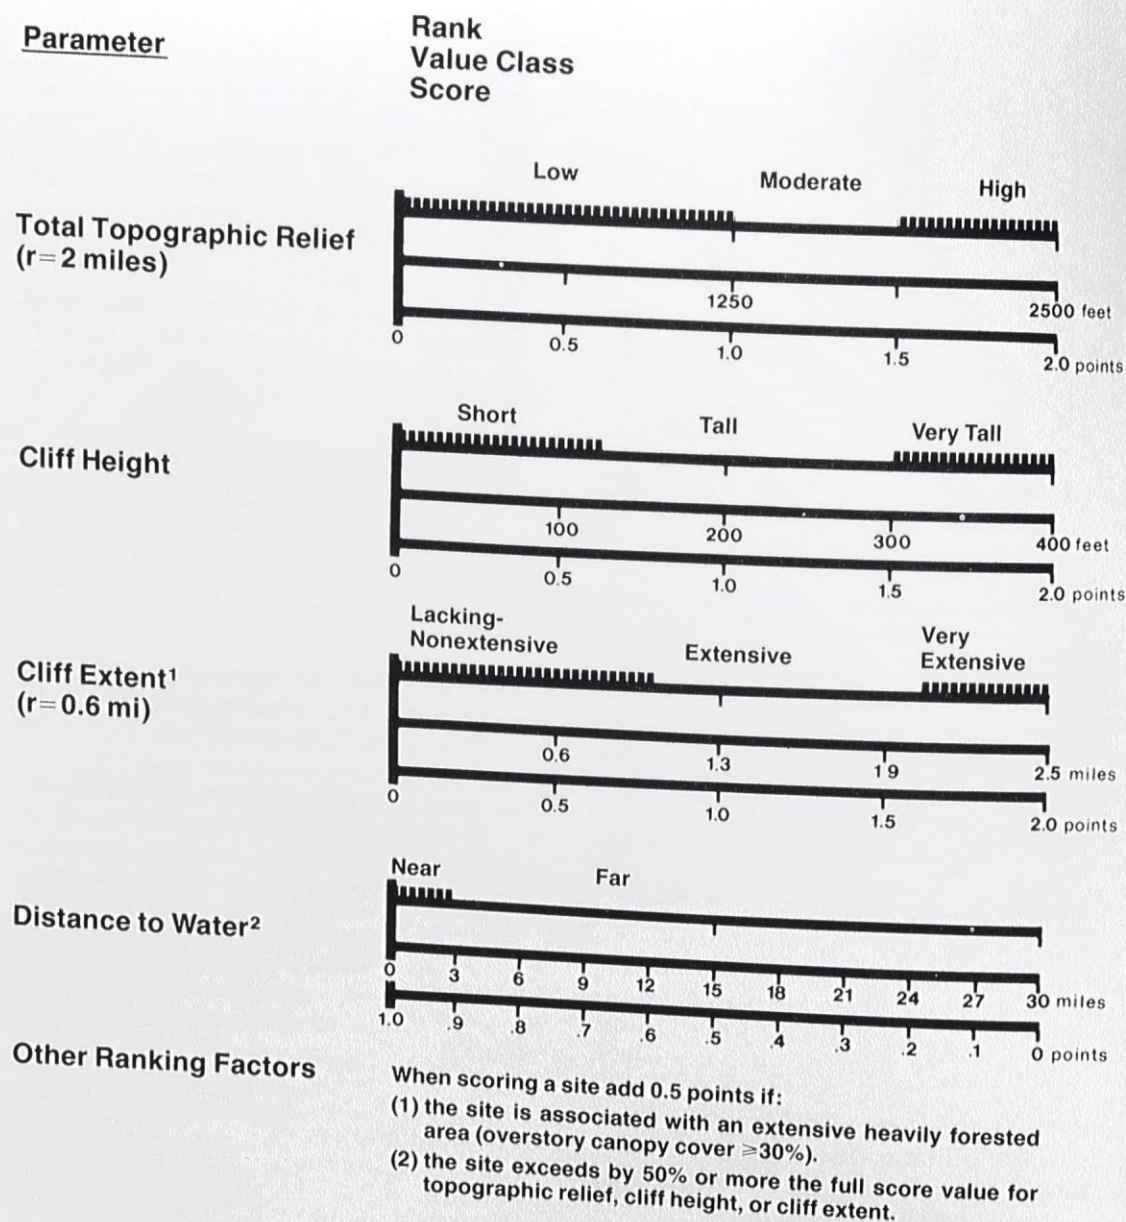 Parameter
Rank
Value Class
Score
Low Moderate High
Total Topographic Relief
(r=2 miles)
1250 2500 feet
0 0.5 1.0 1.5 2.0 points
Short Tall Very Tall
Cliff Height
100 200 300 400 feet
0 0.5 1.0 1.5 2.0 points
Lacking-
Nonextensive Extensive Very
Extensive
Cliff Extent¹
(r=0.6 mi)
0.6 1.3 1 9 2.5 miles
0 0.5 1.0 1.5 2.0 points
Near Far
Distance to Water²
0 3 6 9 12 15 18 21 24 27 30 miles
1.0 .9 .8 .7 .6 .5 .4 .3 .2 .1 0 points
Other Ranking Factors
When scoring a site add 0.5 points if:
(1) the site is associated with an extensive heavily forested
area (overstory canopy cover ⩾30%).
(2) the site exceeds by 50% or more the full score value for
topographic relief, cliff height, or cliff extent.